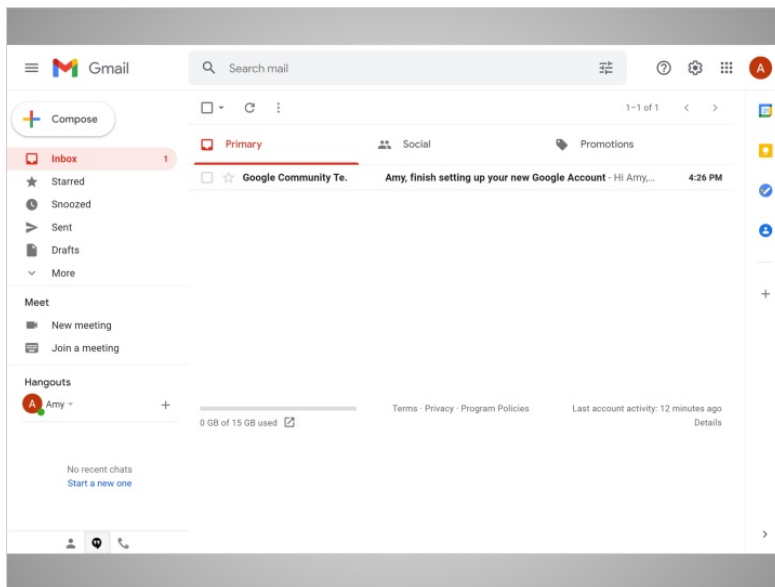 Gmail
Search mail
A
Compose
1–1 of 1
Primary
Social
Promotions
Inbox 1
Google Community Te. Amy, finish setting up your new Google Account - Hi Amy,... 4:26 PM
Starred
Snoozed
Sent
Drafts
More
Meet
New meeting
Join a meeting
Hangouts
A Amy
No recent chats
Start a new one
0 GB of 15 GB used
Terms · Privacy · Program Policies
Last account activity: 12 minutes ago
Details